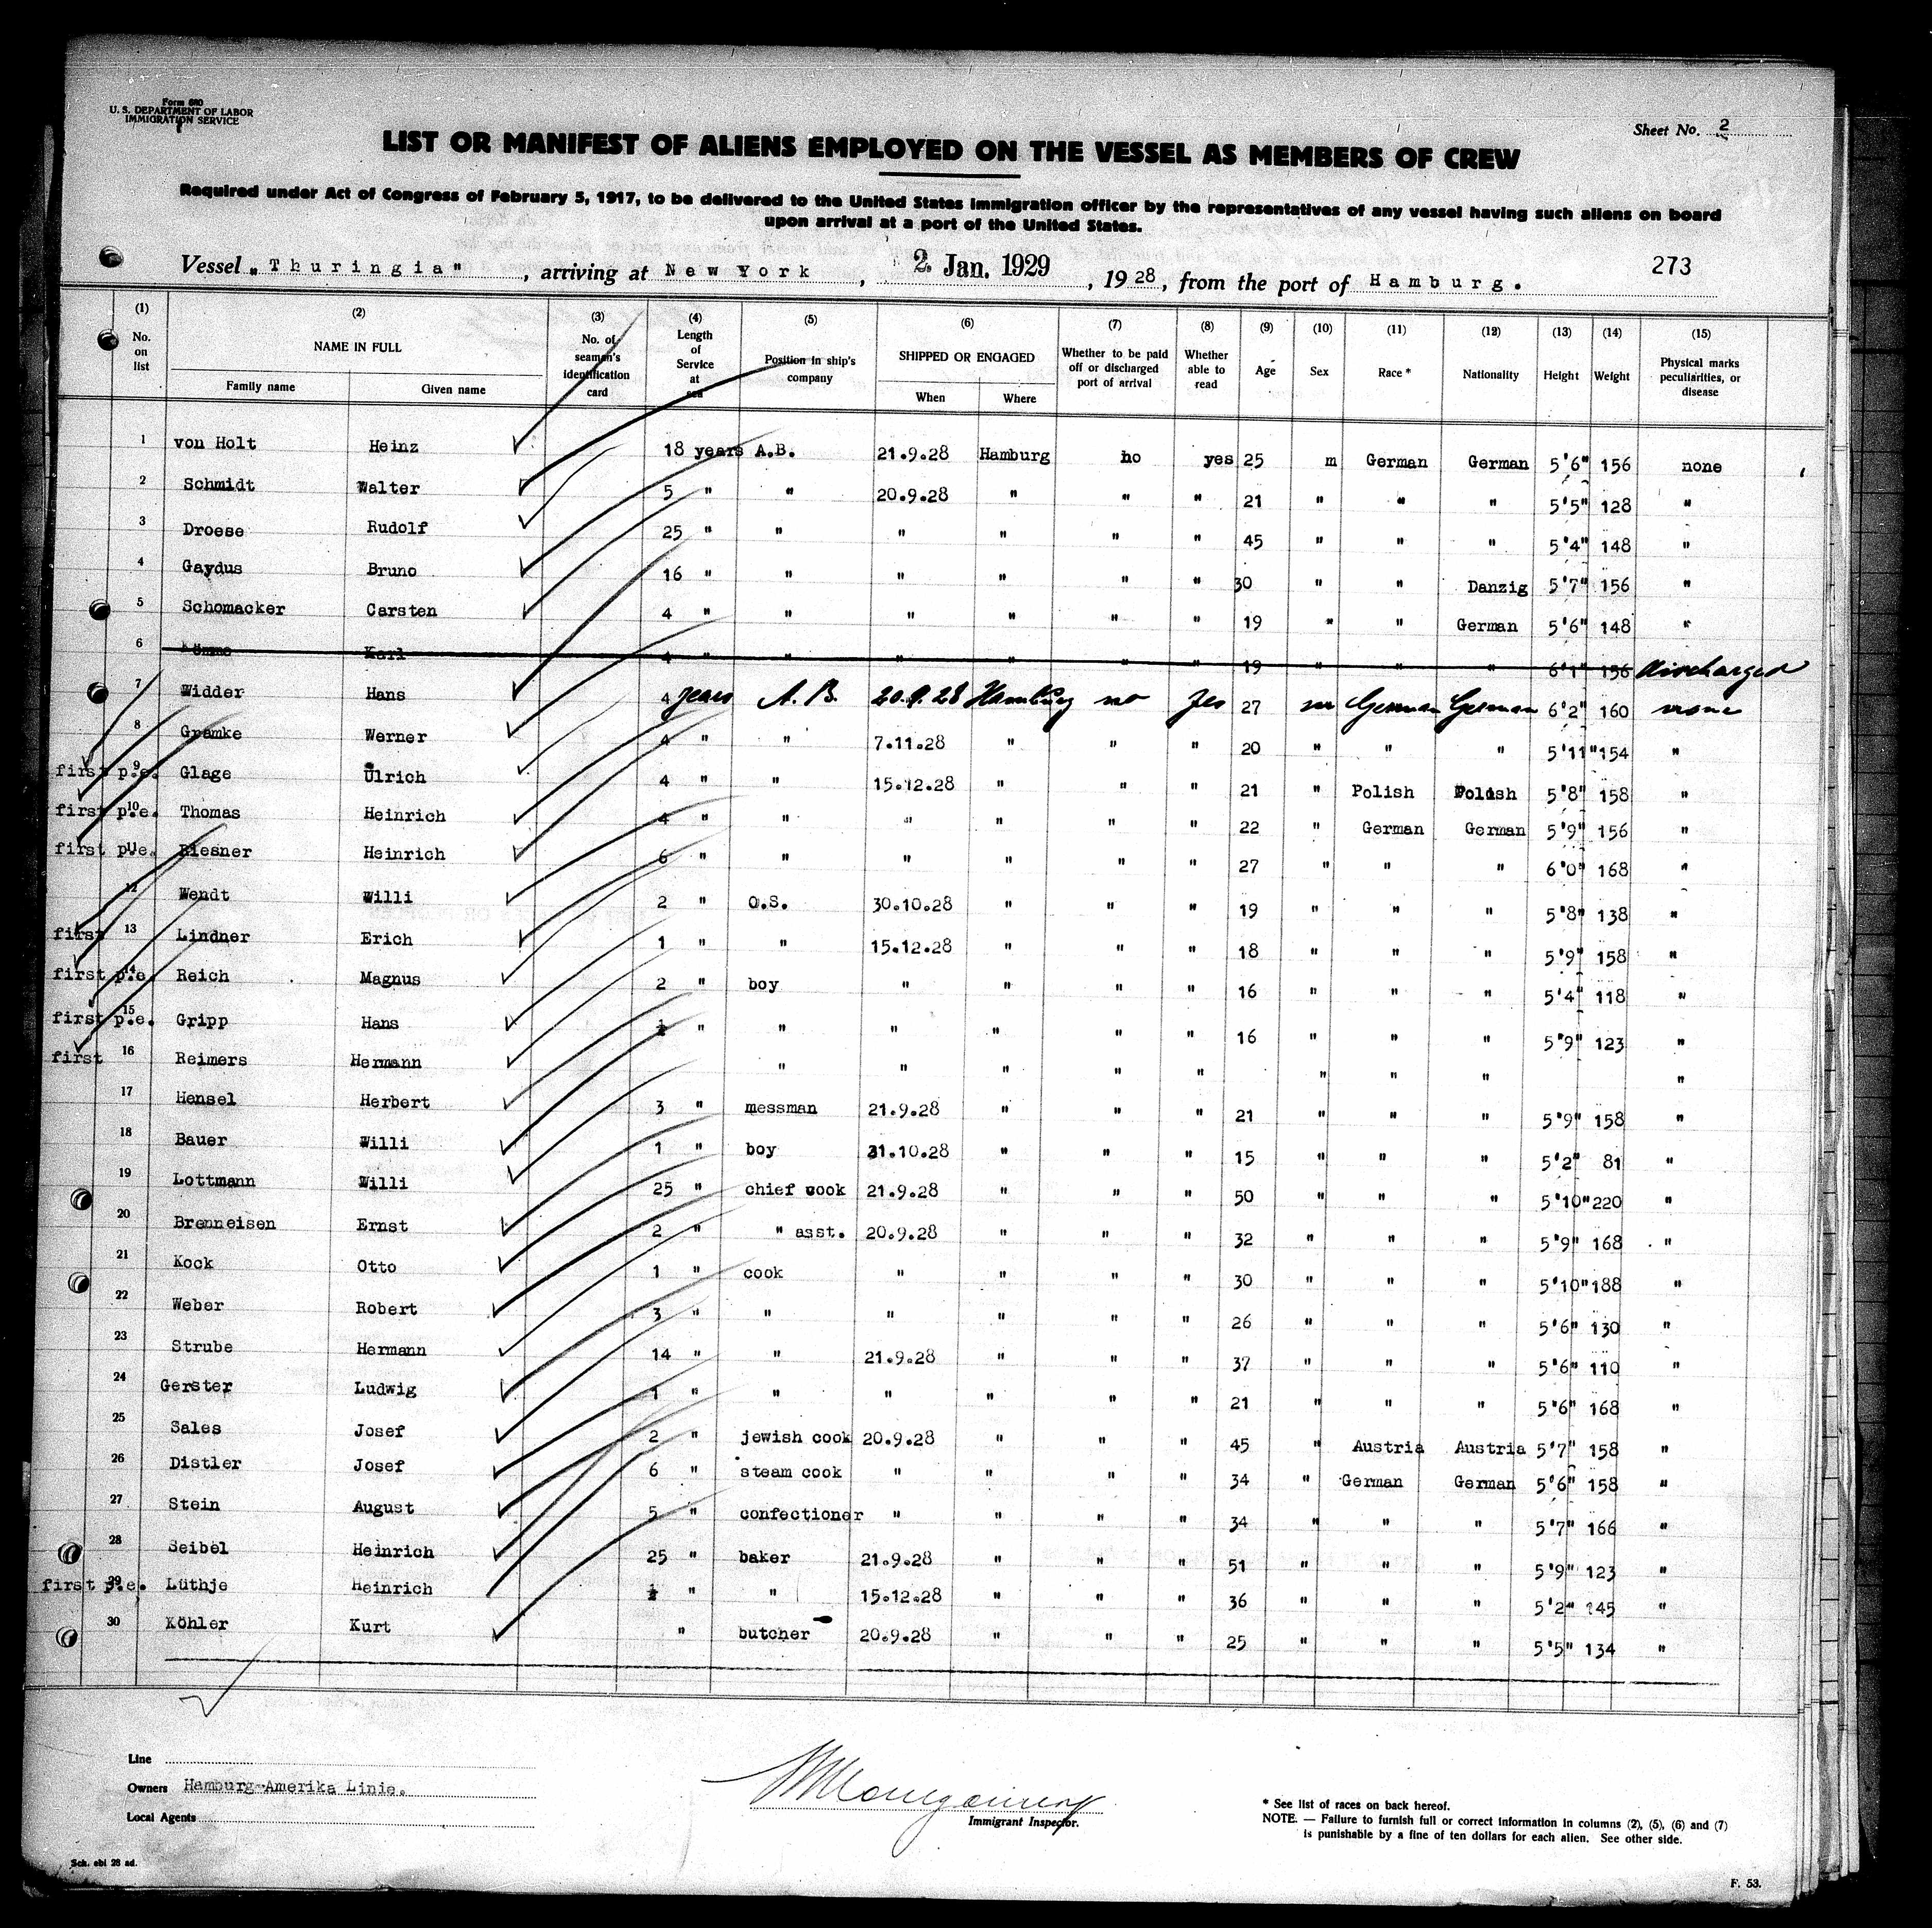 Form 680
U. S. DEPARTMENT OF LABOR
IMMIGRATION SERVICE
Sheet No. 2
LIST OR MANIFEST OF ALIENS EMPLOYED ON THE VESSEL AS MEMBERS OF CREW
Required under Act of Congress of February 5, 1917, to be delivered to the United States immigration officer by the representatives of any vessel having such aliens on board
upon arrival at a port of the United States.
Vessel „Thuringia", arriving at New York, 2. Jan. 1929, 1928, from the port of Hamburg. 273
(1) (2) (3) (4) (5) (6) (7) (8) (9) (10) (11) (12) (13) (14) (15)
No. on list NAME IN FULL Family name Given name No. of seamen's identification card Length of Service at sea Position in ship's company SHIPPED OR ENGAGED When Where Whether to be paid off or discharged port of arrival Whether able to read Age Sex Race * Nationality Height Weight Physical marks peculiarities, or disease
1 von Holt Heinz 18 years A.B. 21.9.28 Hamburg no yes 25 m German German 5'6" 156 none
2 Schmidt Walter 5 " " 20.9.28 " " " 21 " " " 5'5" 128 "
3 Droese Rudolf 25 " " " " " " 45 " " " 5'4" 148 "
4 Gaydus Bruno 16 " " " " " " 30 " " Danzig 5'7" 156 "
5 Schomacker Carsten 4 " " " " " " 19 " " German 5'6" 148 "
6 Karl 4 " " " " " " 19 " " " 6'1" 156 discharged
7 Widder Hans 4 years A. B. 20.9.28 Hamburg no yes 27 m German German 6'2" 160 none
8 Gramke Werner 4 " " 7.11.28 " " " 20 " " " 5'11" 154 "
first p.e. 9 Glage Ulrich 4 " " 15.12.28 " " " 21 " Polish Polish 5'8" 158 "
first p.e. 10 Thomas Heinrich 4 " " " " " " 22 " German German 5'9" 156 "
first p.e. 11 Riesner Heinrich 6 " " " " " " 27 " " " 6'0" 168 "
12 Wendt Willi 2 " O.S. 30.10.28 " " " 19 " " " 5'8" 138 "
first 13 Lindner Erich 1 " " 15.12.28 " " " 18 " " " 5'9" 158 "
first p.e. 14 Reich Magnus 2 " boy " " " " 16 " " " 5'4" 118 "
first p.e. 15 Gripp Hans " " " " " " 16 " " " 5'9" 123 "
first 16 Reimers Hermann " " " " " " " " "
17 Hensel Herbert 3 " messman 21.9.28 " " " 21 " " " 5'9" 158 "
18 Bauer Willi 1 " boy 31.10.28 " " " 15 " " " 5'2" 81 "
19 Lottmann Willi 25 " chief cook 21.9.28 " " " 50 " " " 5'10" 220 "
20 Brenneisen Ernst 2 " " asst. 20.9.28 " " " 32 " " " 5'9" 168 "
21 Kock Otto 1 " cook " " " " 30 " " " 5'10" 188 "
22 Weber Robert 3 " " " " " " 26 " " " 5'6" 130 "
23 Strube Hermann 14 " " 21.9.28 " " " 37 " " " 5'6" 110 "
24 Gerster Ludwig 1 " " " " " " 21 " " " 5'6" 168 "
25 Sales Josef 2 " jewish cook 20.9.28 " " " 45 " Austria Austria 5'7" 158 "
26 Distler Josef 6 " steam cook " " " " 34 " German German 5'6" 158 "
27 Stein August 5 " confectioner " " " " 34 " " " 5'7" 166 "
28 Seibel Heinrich 25 " baker 21.9.28 " " " 51 " " " 5'9" 123 "
first p.e. 29 Lüthje Heinrich " " 15.12.28 " " " 36 " " " 5'2" 145 "
30 Köhler Kurt " butcher 20.9.28 " " " 25 " " " 5'5" 134 "
Line
Owners Hamburg-Amerika Linie.
Local Agents
Immigrant Inspector.
* See list of races on back hereof.
NOTE. — Failure to furnish full or correct information in columns (2), (5), (6) and (7)
is punishable by a fine of ten dollars for each alien. See other side.
Sch. ebl 28 ad.
F. 53.